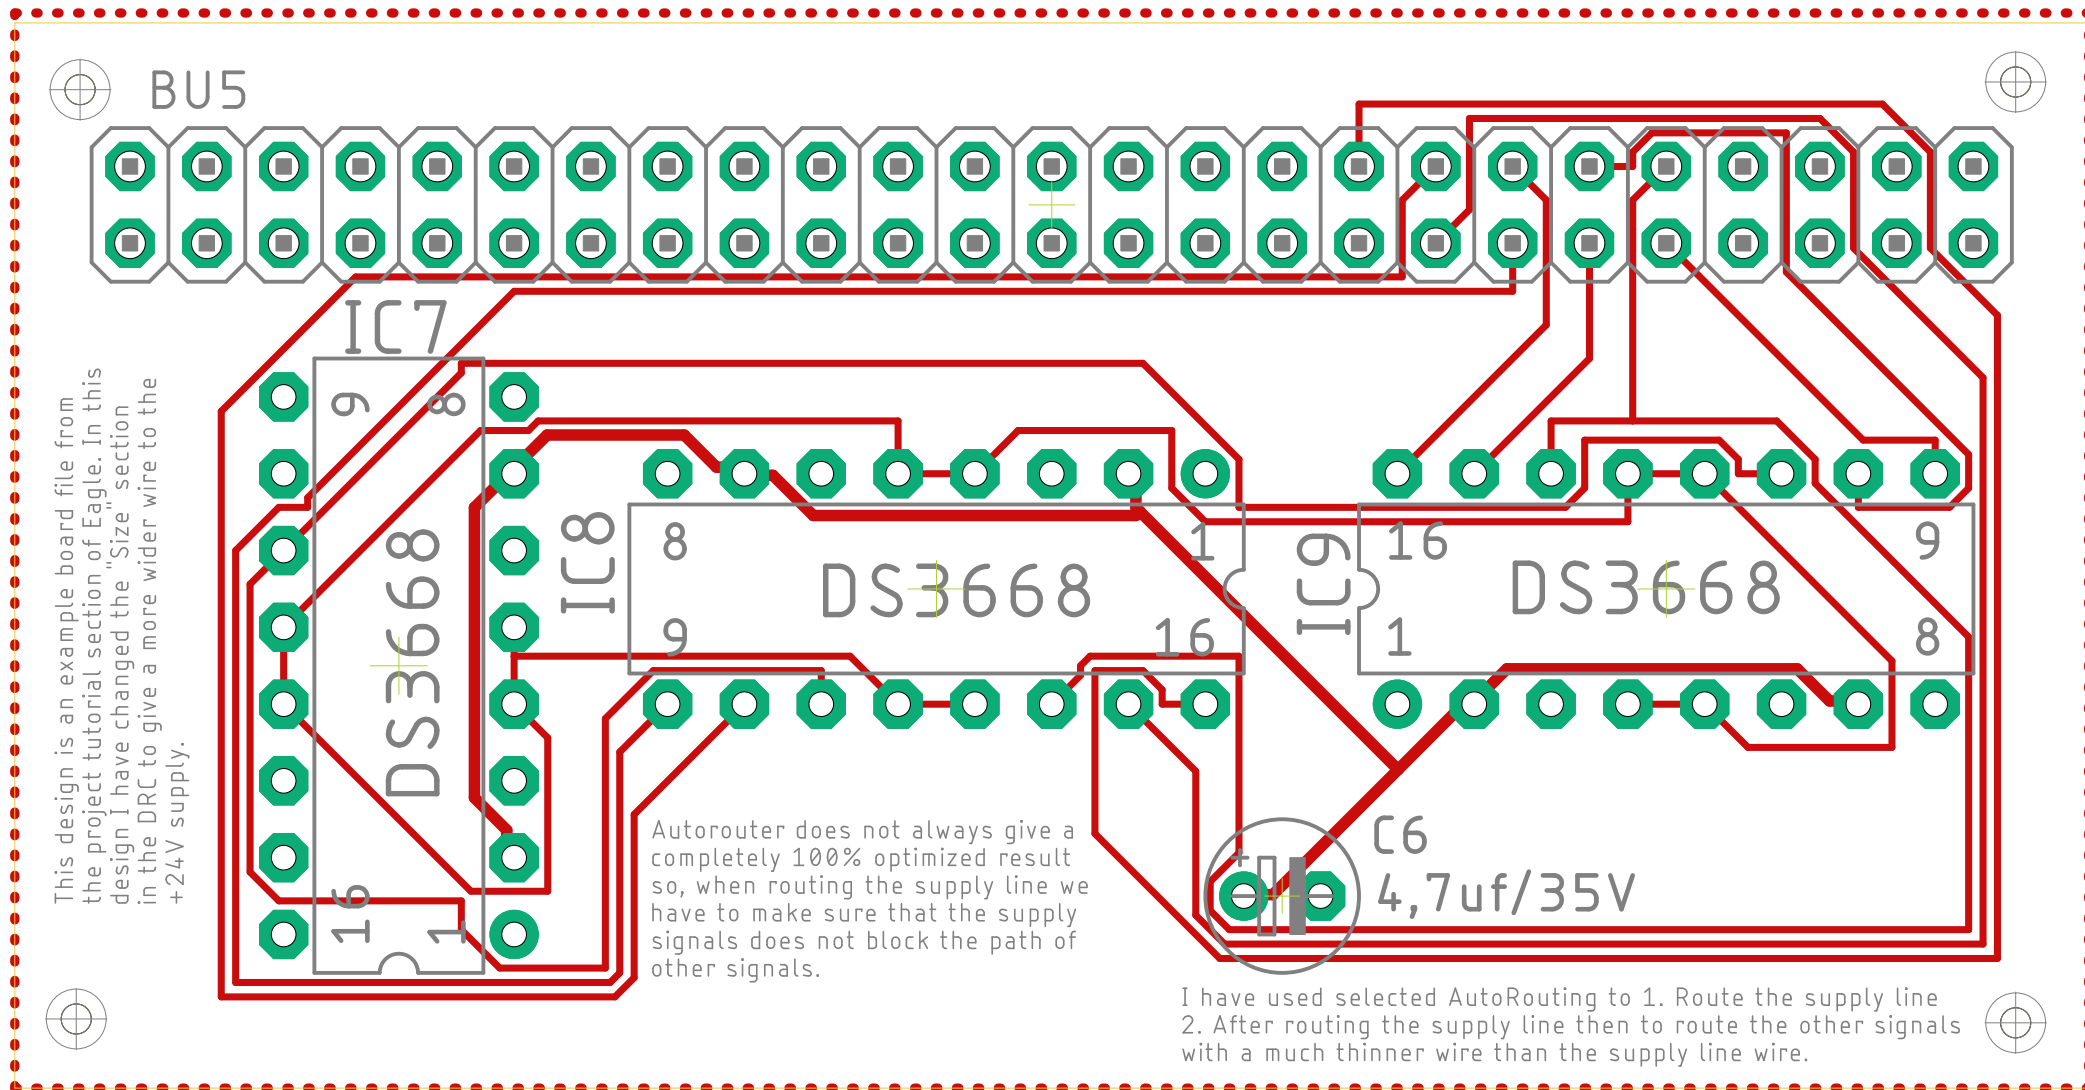 BU5
IC7
9
8
DS3668
16
1
This design is an example board file from
the project tutorial section of Eagle. In this
design I have changed the "Size" section
in the DRC to give a more wider wire to the
+24V supply.
IC8
8
1
DS3668
9
16
IC9
16
9
DS3668
1
8
Autorouter does not always give a
completely 100% optimized result
so, when routing the supply line we
have to make sure that the supply
signals does not block the path of
other signals.
+
C6
4,7uf/35V
I have used selected AutoRouting to 1. Route the supply line
2. After routing the supply line then to route the other signals
with a much thinner wire than the supply line wire.